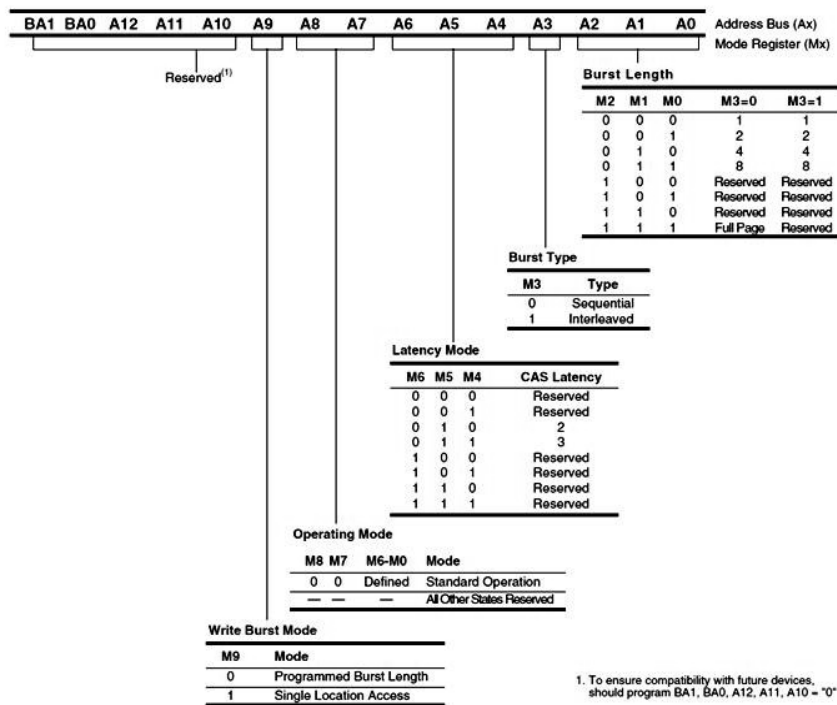 BA1 BA0 A12 A11 A10 A9 A8 A7 A6 A5 A4 A3 A2 A1 A0 Address Bus (Ax)
Mode Register (Mx)
Reserved(1)
Burst Length
M2 M1 M0 M3=0 M3=1
0 0 0 1 1
0 0 1 2 2
0 1 0 4 4
0 1 1 8 8
1 0 0 Reserved Reserved
1 0 1 Reserved Reserved
1 1 0 Reserved Reserved
1 1 1 Full Page Reserved
Burst Type
M3 Type
0 Sequential
1 Interleaved
Latency Mode
M6 M5 M4 CAS Latency
0 0 0 Reserved
0 0 1 Reserved
0 1 0 2
0 1 1 3
1 0 0 Reserved
1 0 1 Reserved
1 1 0 Reserved
1 1 1 Reserved
Operating Mode
M8 M7 M6-M0 Mode
0 0 Defined Standard Operation
— — — All Other States Reserved
Write Burst Mode
M9 Mode
0 Programmed Burst Length
1 Single Location Access
1. To ensure compatibility with future devices,
should program BA1, BA0, A12, A11, A10 = "0"